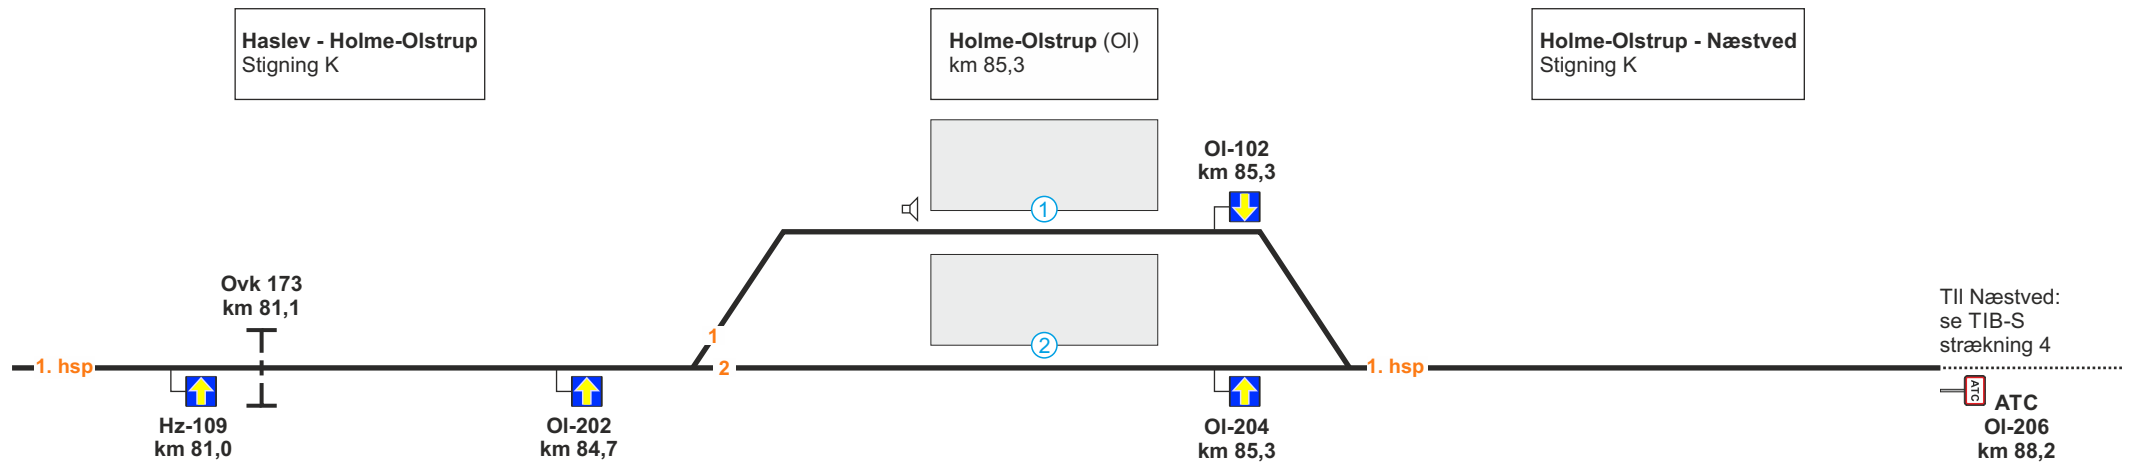 Haslev - Holme-Olstrup
Stigning K
Holme-Olstrup (Ol)
km 85,3
Holme-Olstrup - Næstved
Stigning K
Ol-102
km 85,3
1
Ovk 173
km 81,1
1
2
TIl Næstved:
se TIB-S
strækning 4
1. hsp
2
1. hsp
ATC
Hz-109
km 81,0
Ol-202
km 84,7
Ol-204
km 85,3
ATC
Ol-206
km 88,2